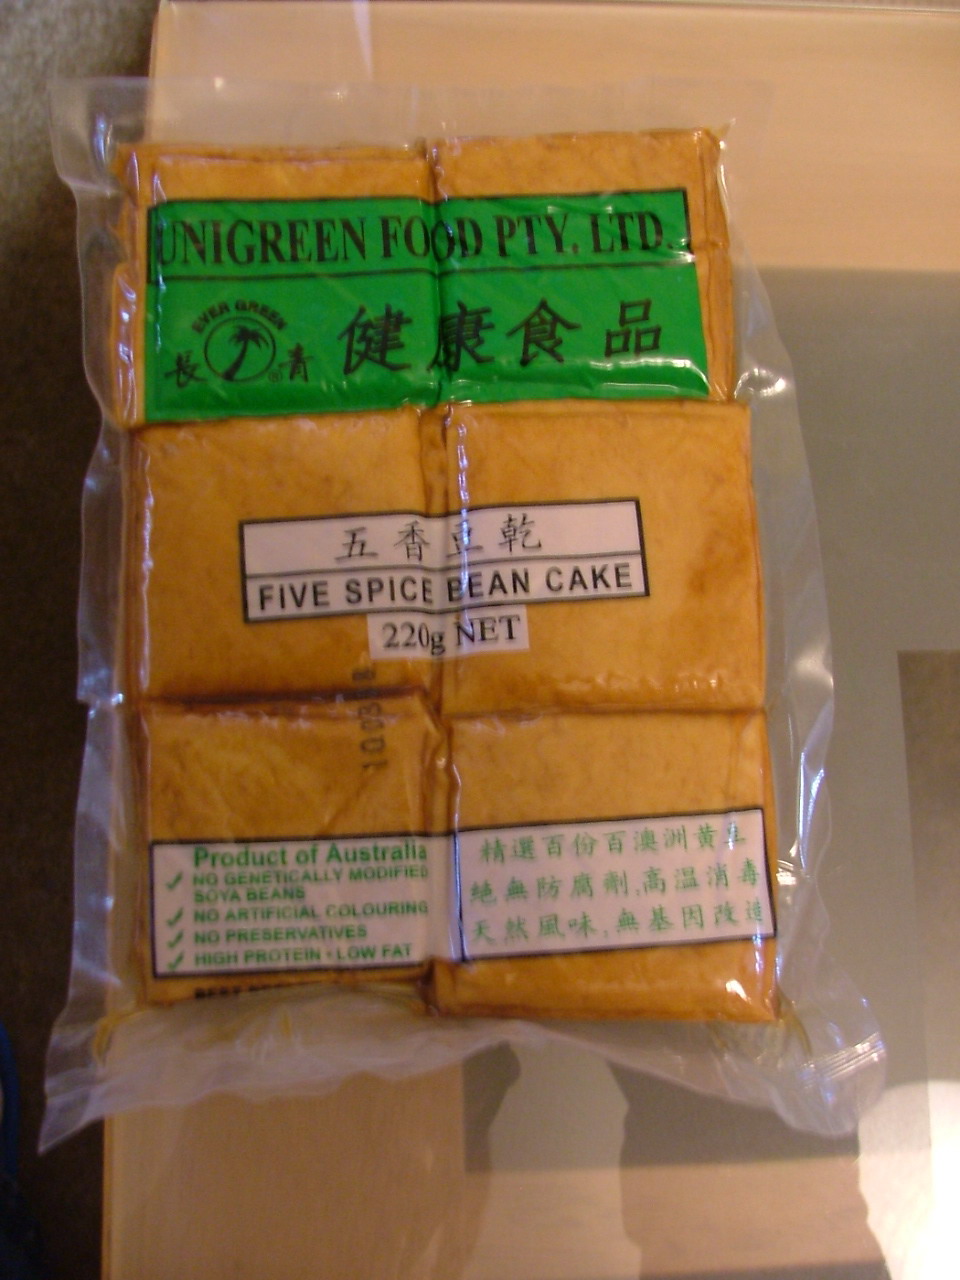 UNIGREEN FOOD PTY. LTD.
EVER GREEN
長 ® 青
健康食品
五香豆乾
FIVE SPICE BEAN CAKE
220g NET
Product of Australia
✓ NO GENETICALLY MODIFIED
SOYA BEANS
✓ NO ARTIFICIAL COLOURING
✓ NO PRESERVATIVES
✓ HIGH PROTEIN • LOW FAT
精選百份百澳洲黄豆
絕無防腐劑,高温消毒
天然風味,無基因改造
BEST